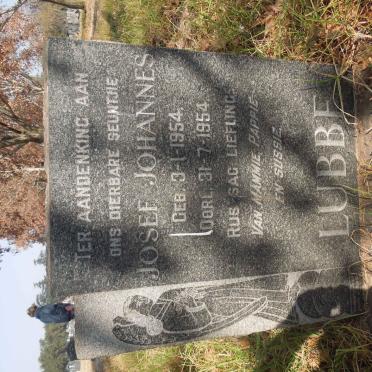 TER AANDENKING AAN
ONS DIERBARE SEUNTJIE
JOSEF JOHANNES
GEB. 3-1-1954.
OORL. 31-7-1954
RUS SAG LIEFLING.
VAN MAMMIE, PAPPIE
EN SUSSIE.
LUBBE